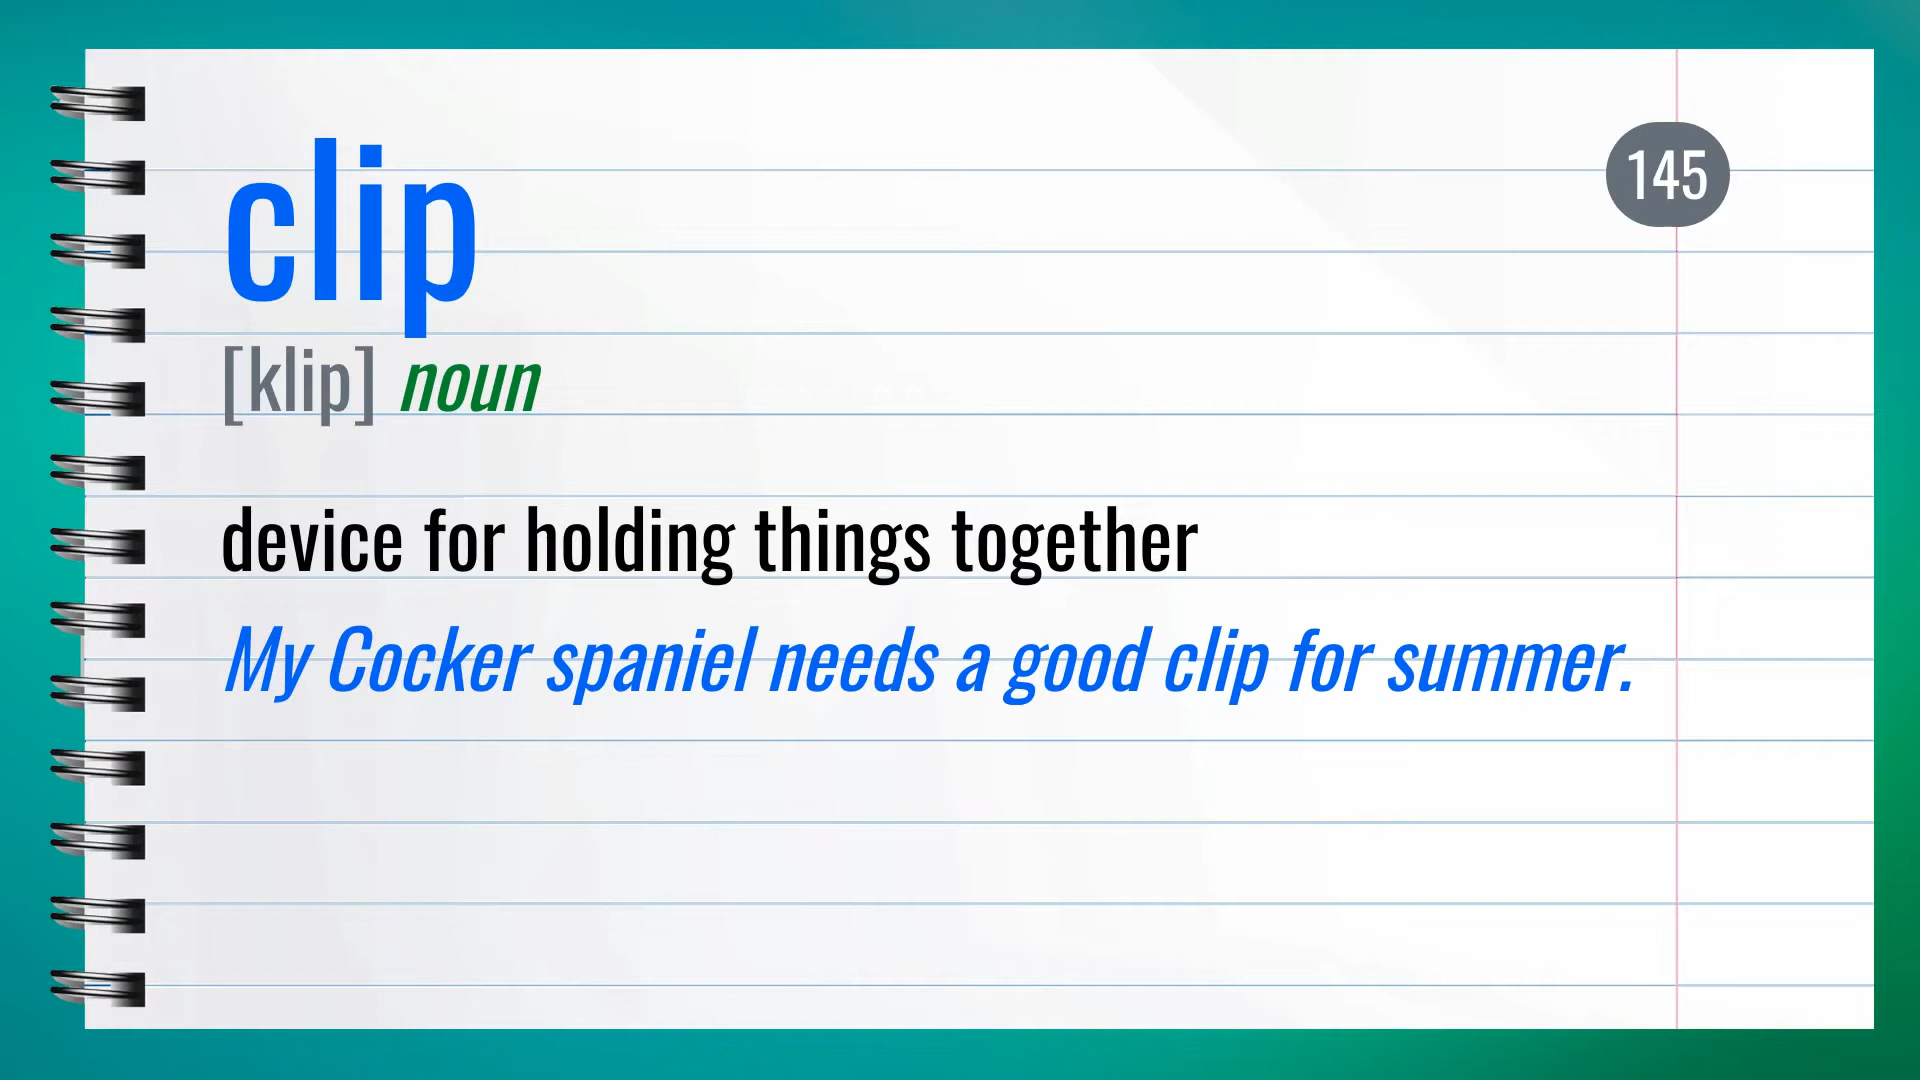 clip
145
[klip] noun
device for holding things together
My Cocker spaniel needs a good clip for summer.